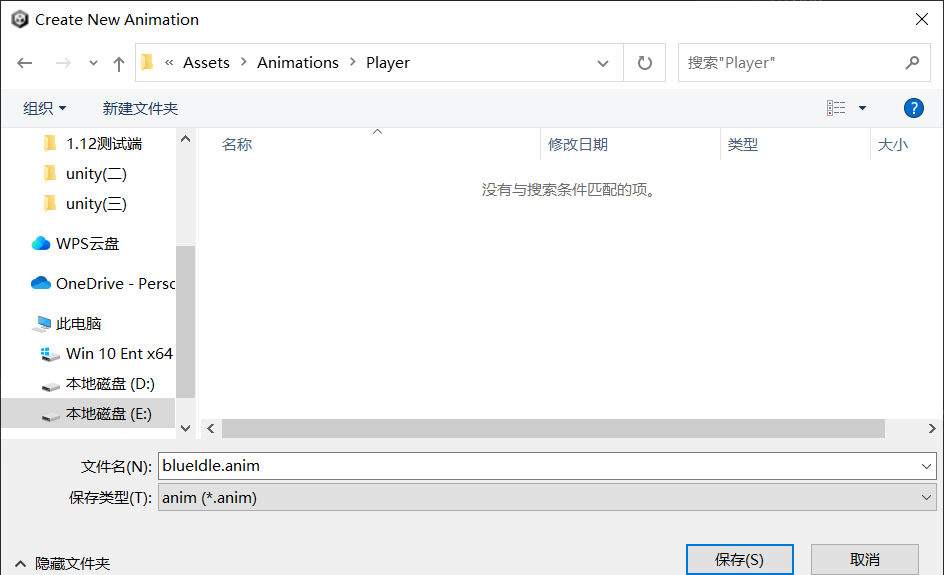 Create New Animation
« Assets > Animations > Player
搜索"Player"
组织
新建文件夹
?
名称
修改日期
类型
大小
没有与搜索条件匹配的项。
1.12测试端
unity(二)
unity(三)
WPS云盘
OneDrive - Perso
此电脑
Win 10 Ent x64
本地磁盘 (D:)
本地磁盘 (E:)
文件名(N):
blueIdle.anim
保存类型(T):
anim (*.anim)
隐藏文件夹
保存(S)
取消